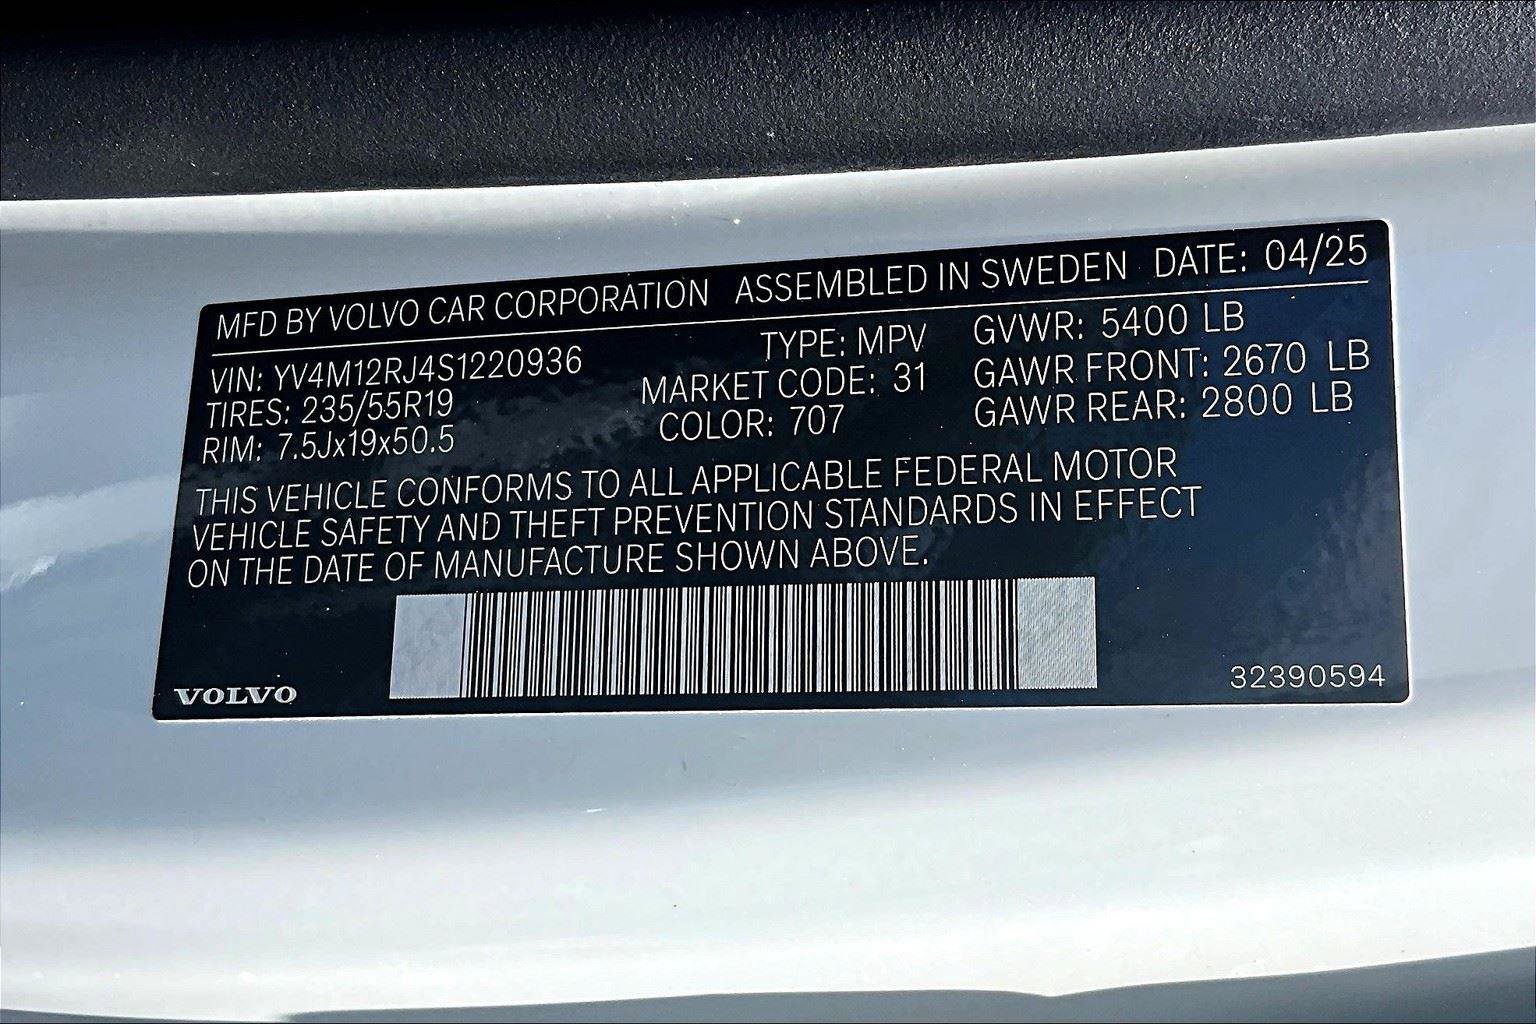 MFD BY VOLVO CAR CORPORATION ASSEMBLED IN SWEDEN DATE: 04/25
VIN: YV4M12RJ4S1220936 TYPE: MPV GVWR: 5400 LB
TIRES: 235/55R19 MARKET CODE: 31 GAWR FRONT: 2670 LB
RIM: 7.5Jx19x50.5 COLOR: 707 GAWR REAR: 2800 LB
THIS VEHICLE CONFORMS TO ALL APPLICABLE FEDERAL MOTOR
VEHICLE SAFETY AND THEFT PREVENTION STANDARDS IN EFFECT
ON THE DATE OF MANUFACTURE SHOWN ABOVE.
VOLVO 32390594